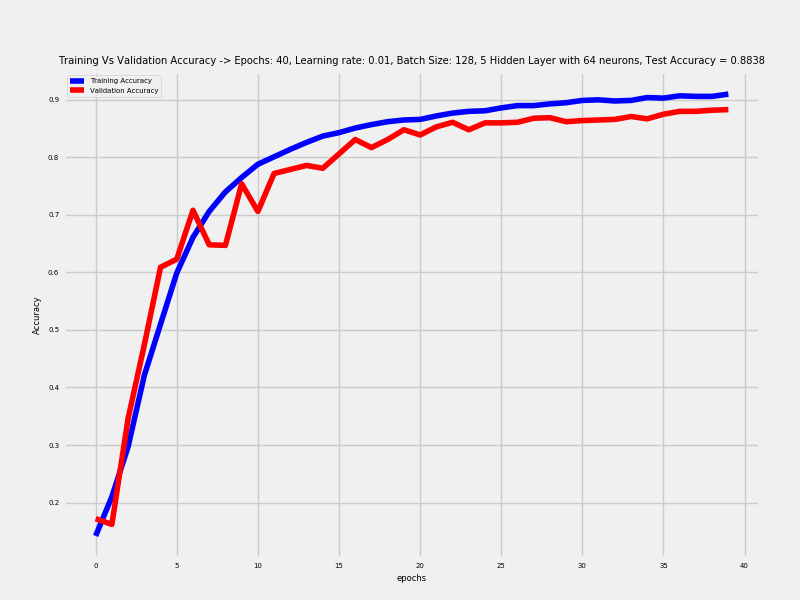 Training Vs Validation Accuracy -> Epochs: 40, Learning rate: 0.01, Batch Size: 128, 5 Hidden Layer with 64 neurons, Test Accuracy = 0.8838
Training Accuracy
Validation Accuracy
0.9
0.8
0.7
0.6
0.5
0.4
0.3
0.2
Accuracy
0 5 10 15 20 25 30 35 40
epochs